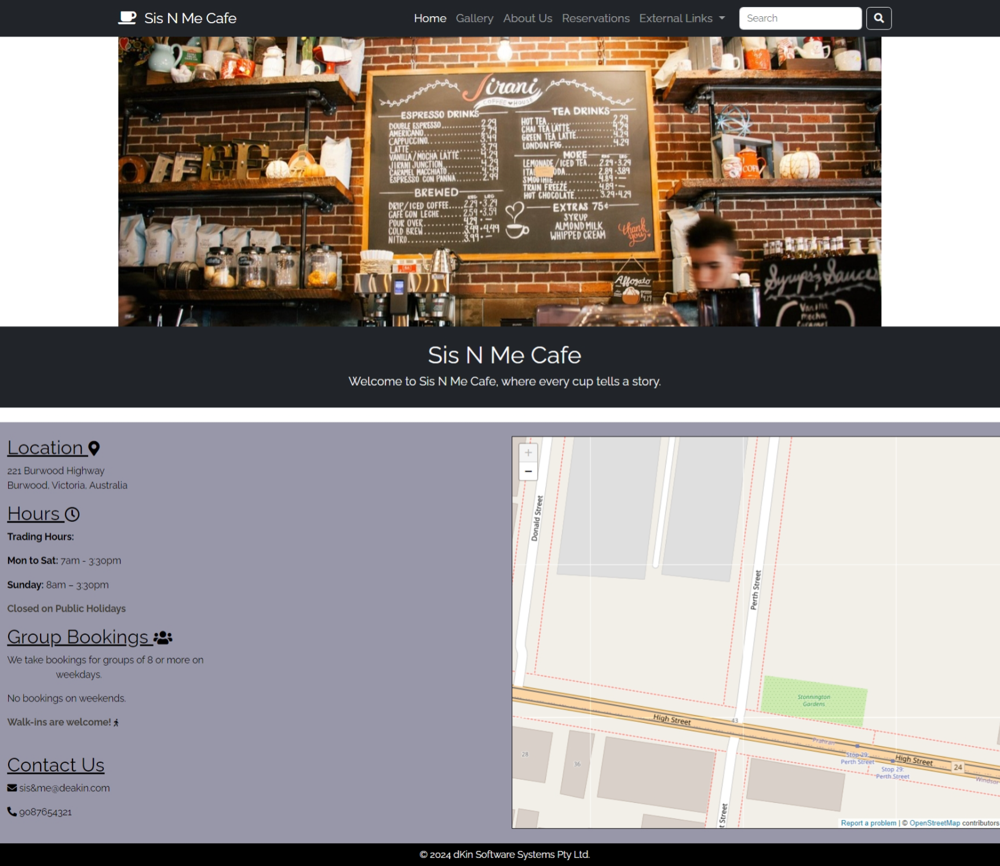 Sis N Me Cafe
Home Gallery About Us Reservations External Links Search
Jirani
COFFEE HOUSE
ESPRESSO DRINKS
DOUBLE ESPRESSO 2.29
AMERICANO 2.79
CAPPUCCINO 3.49
LATTE 3.79
VANILLA/MOCHA LATTE 4.29
JIRANI JUNCTION 4.29
CARAMEL MACCHIATO 4.99
ESPRESSO CON PANNA 2.99
BREWED
REG LRG
DRIP/ICED COFFEE 2.29 • 3.29
CAFE CON LECHE 2.59 • 3.59
POUR OVER 4.29 • —
COLD BREW 3.49 • 4.49
NITRO 3.99 • —
TEA DRINKS
HOT TEA 2.29
CHAI TEA LATTE 4.29
GREEN TEA LATTE 4.29
LONDON FOG 4.29
MORE REG LRG
LEMONADE/ICED TEA 2.29 • 3.29
ODA 2.89 • 3.89
SMOOTHIE 4.89 • —
TRAIN FREEZE 4.89 • —
HOT CHOCOLATE 3.29 • 4.29
EXTRAS 75¢
SYRUP
ALMOND MILK
WHIPPED CREAM
thank you
Affogato
4.29
Syrups; Sauces
Vanilla
mocha
Caramel
Sis N Me Cafe
Welcome to Sis N Me Cafe, where every cup tells a story.
Location
221 Burwood Highway
Burwood, Victoria, Australia
Hours
Trading Hours:
Mon to Sat: 7am - 3:30pm
Sunday: 8am – 3:30pm
Closed on Public Holidays
Group Bookings
We take bookings for groups of 8 or more on
weekdays.
No bookings on weekends.
Walk-ins are welcome!
Contact Us
sis&me@deakin.com
9087654321
+
−
Donald Street
Perth Street
Stonnington
Gardens
High Street
43
Prahran
Stop 29:
Perth Street
High Street
Stop 29:
Perth Street
24
Windsor
28
36
t Street
Report a problem | © OpenStreetMap contributors
© 2024 dKin Software Systems Pty Ltd.